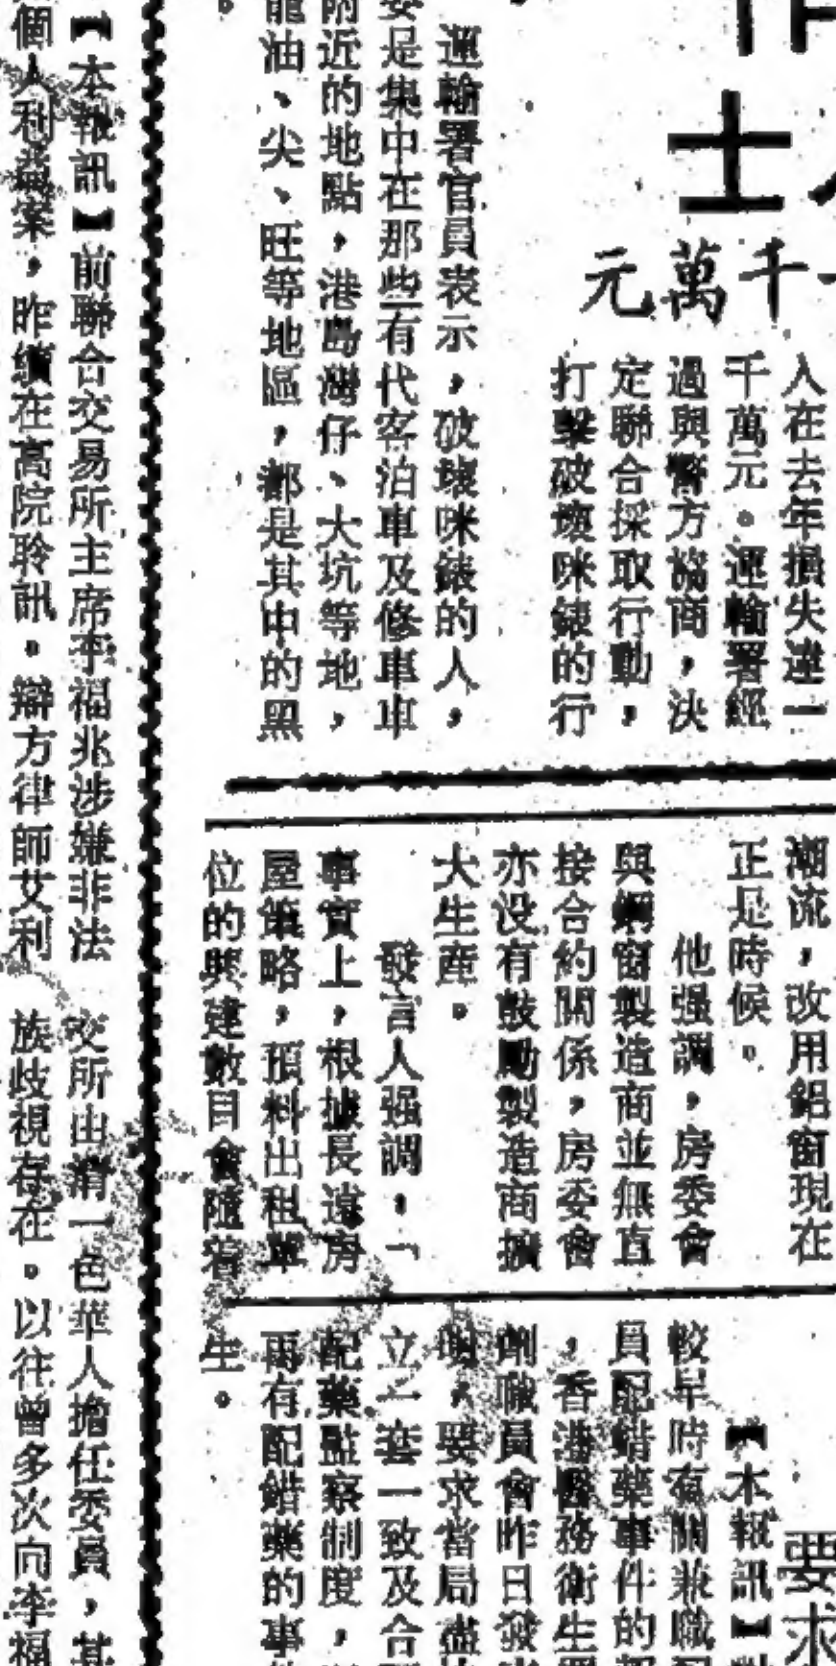 士
千萬元
人在去年損失達一
千萬元。運輸署經
過與警方協商，決
定聯合採取行動，
打擊破壞咪錶的行
運輸署官員表示，破壞咪錶的人，
要是集中在那些有代客泊車及修車車
附近的地點，港島灣仔、大坑等地，
龍油、尖、旺等地區，都是其中的黑
。
潮流，改用鋁窗現在
正是時候。
他强調，房委會
與鋼窗製造商並無直
接合約關係，房委會
亦没有鼓勵製造商擴
大生產。
發言人强調，「
事實上，根據長遠房
屋策略，預料出租單
位的興建數目會隨着
要求
【本報訊】
較早時有關兼職
員配錯藥事件的
，香港醫務衞生
劑職員會昨日發
明，要求當局盡
立一套一致及合
配藥監察制度，
再有配錯藥的事
生。
【本報訊】前聯合交易所主席李福兆涉嫌非法
個人利益案，昨續在高院聆訊。辯方律師艾利
交所由清一色華人擔任委員，其
族歧視存在。以往曾多次向李福